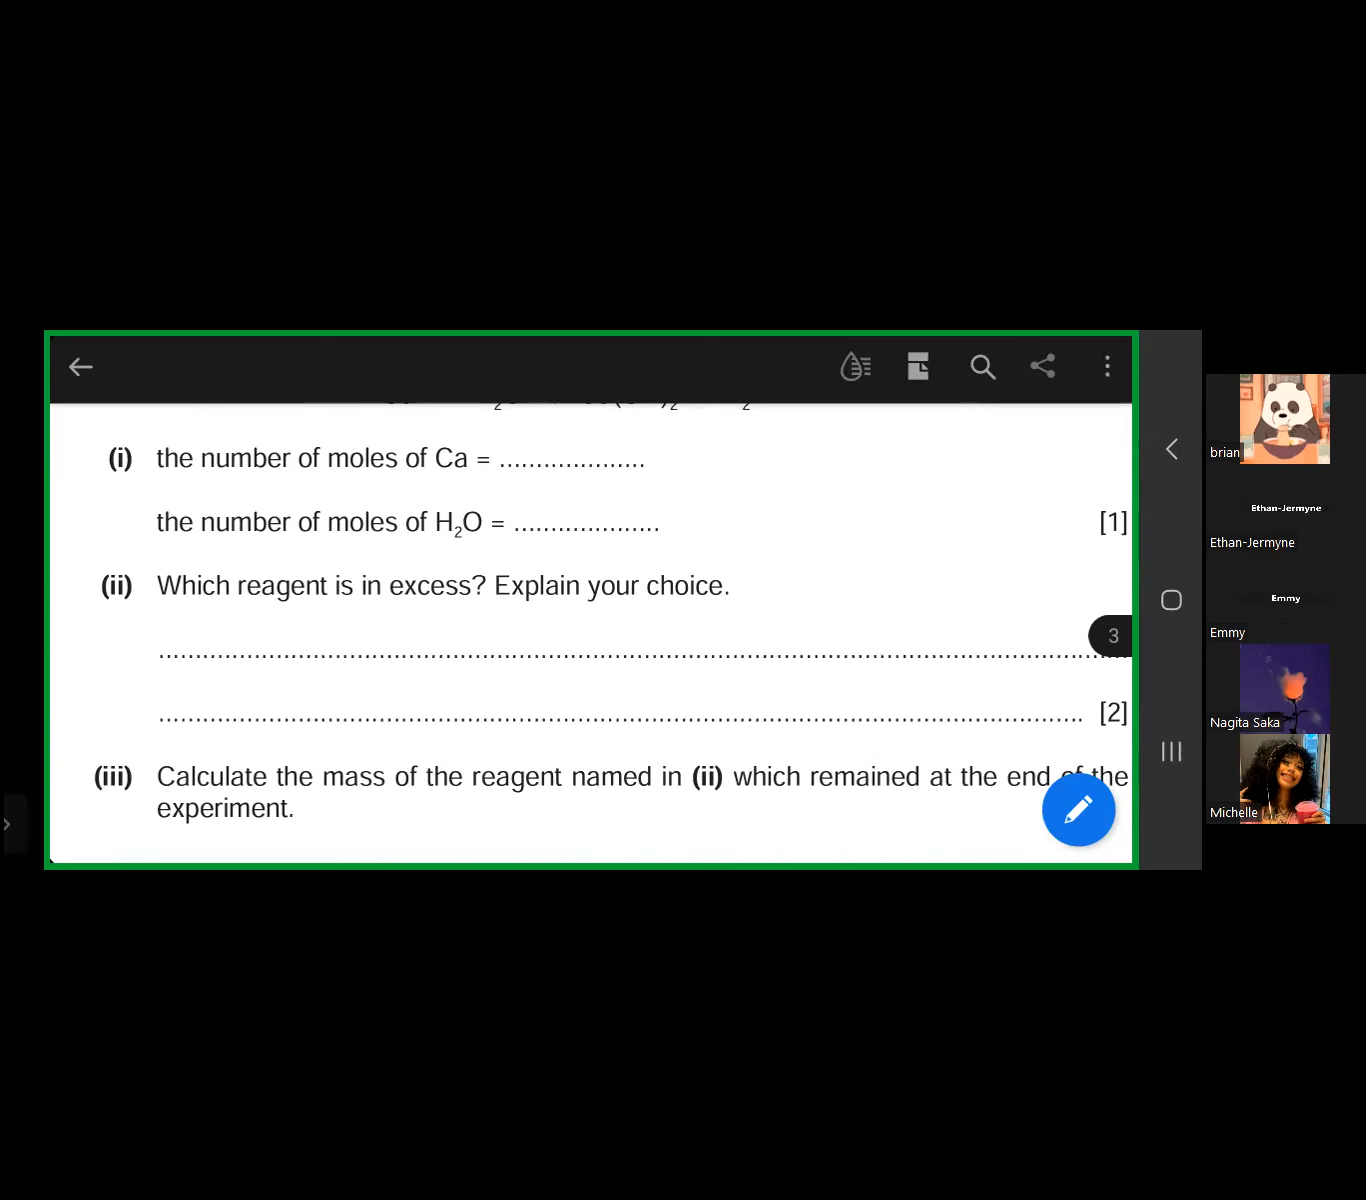 (i) the number of moles of Ca = ....................
the number of moles of H₂O = .................... [1]
(ii) Which reagent is in excess? Explain your choice.
3
[2]
(iii) Calculate the mass of the reagent named in (ii) which remained at the end of the
experiment.
brian
Ethan-Jermyne
Ethan-Jermyne
Emmy
Emmy
Nagita Saka
Michelle